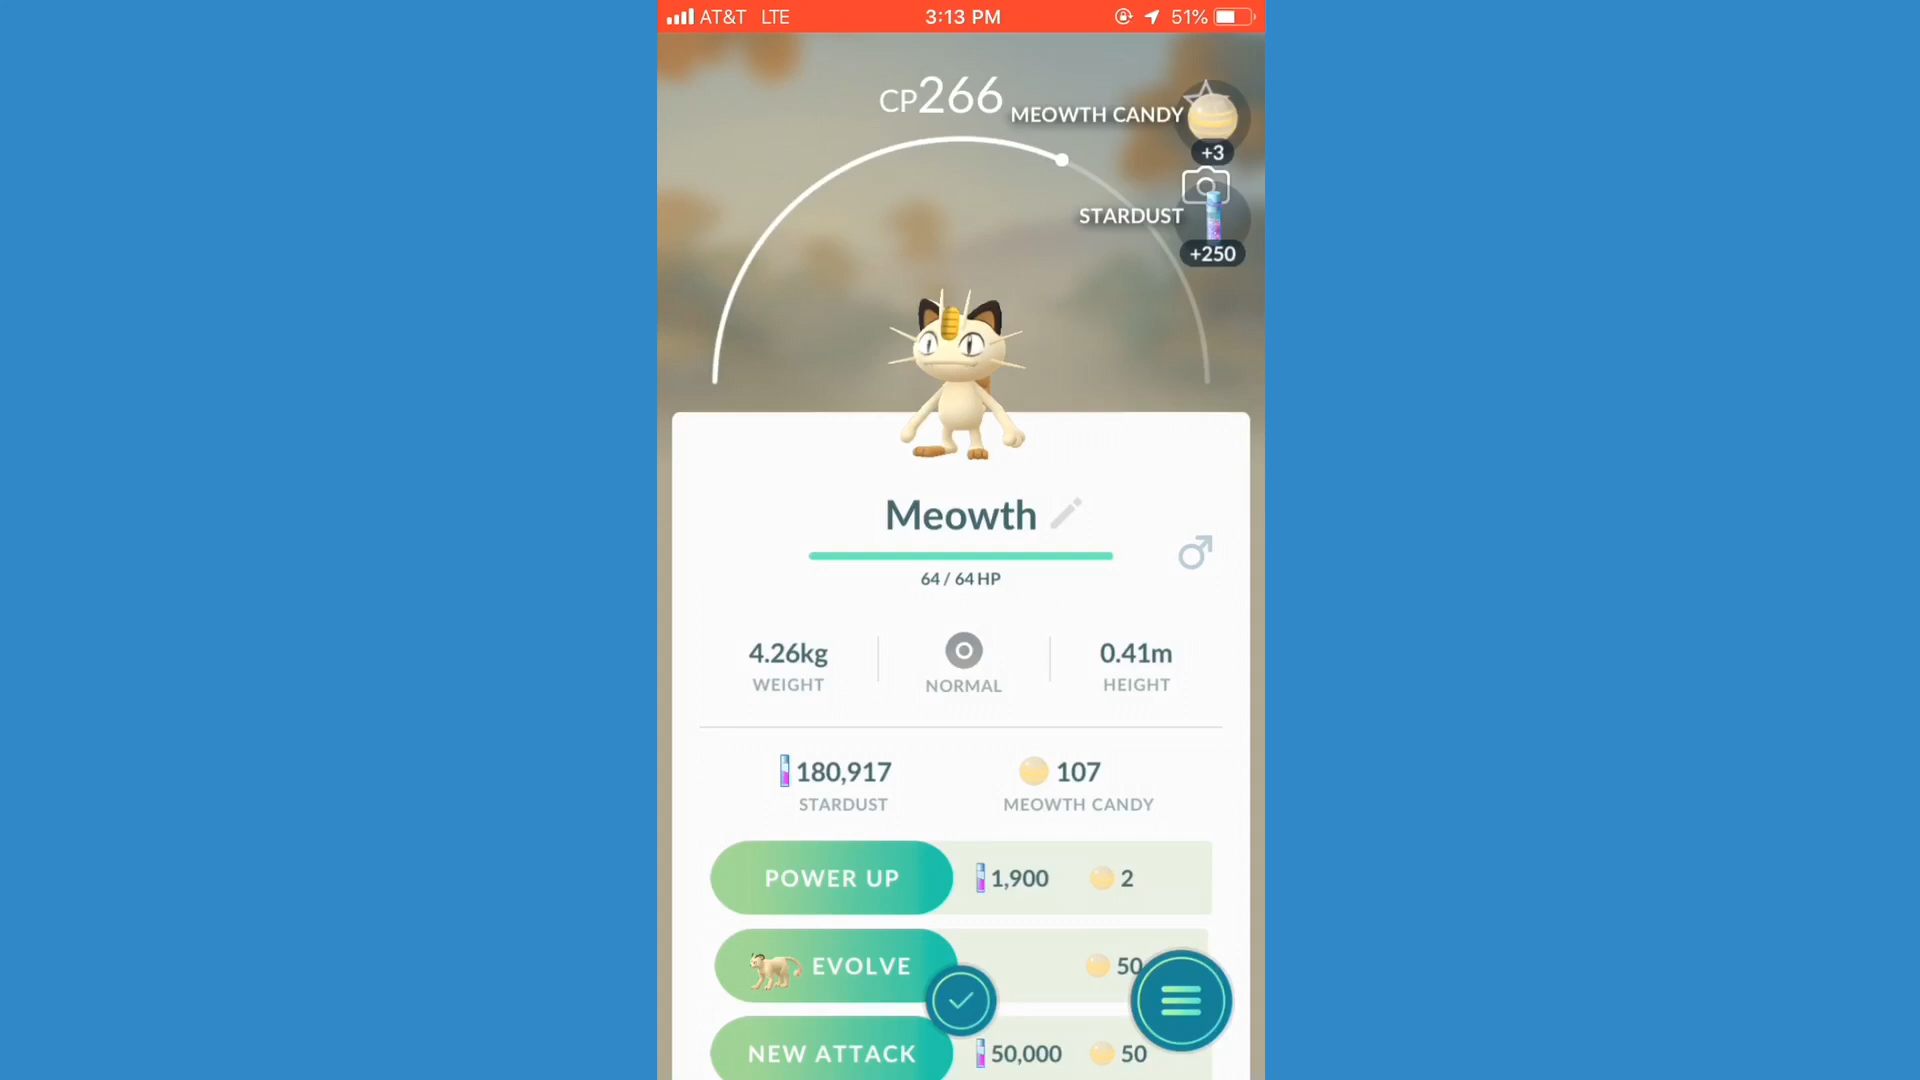 AT&T LTE 3:13 PM 51%
CP266
MEOWTH CANDY
+3
STARDUST
+250
Meowth
64 / 64 HP
4.26kg
WEIGHT
NORMAL
0.41m
HEIGHT
180,917
STARDUST
107
MEOWTH CANDY
POWER UP 1,900 2
EVOLVE 50
NEW ATTACK 50,000 50